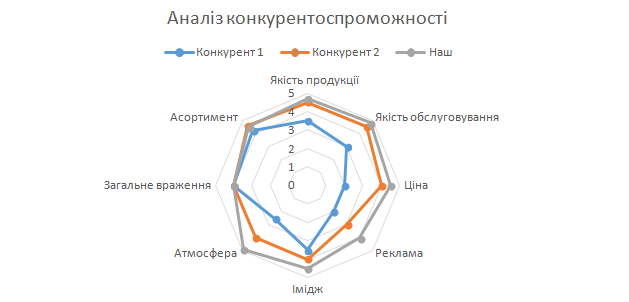 Аналіз конкурентоспроможності
Конкурент 1 Конкурент 2 Наш
Якість продукції
Якість обслуговування
Ціна
Реклама
Імідж
Атмосфера
Загальне враження
Асортимент
5
4
3
2
1
0